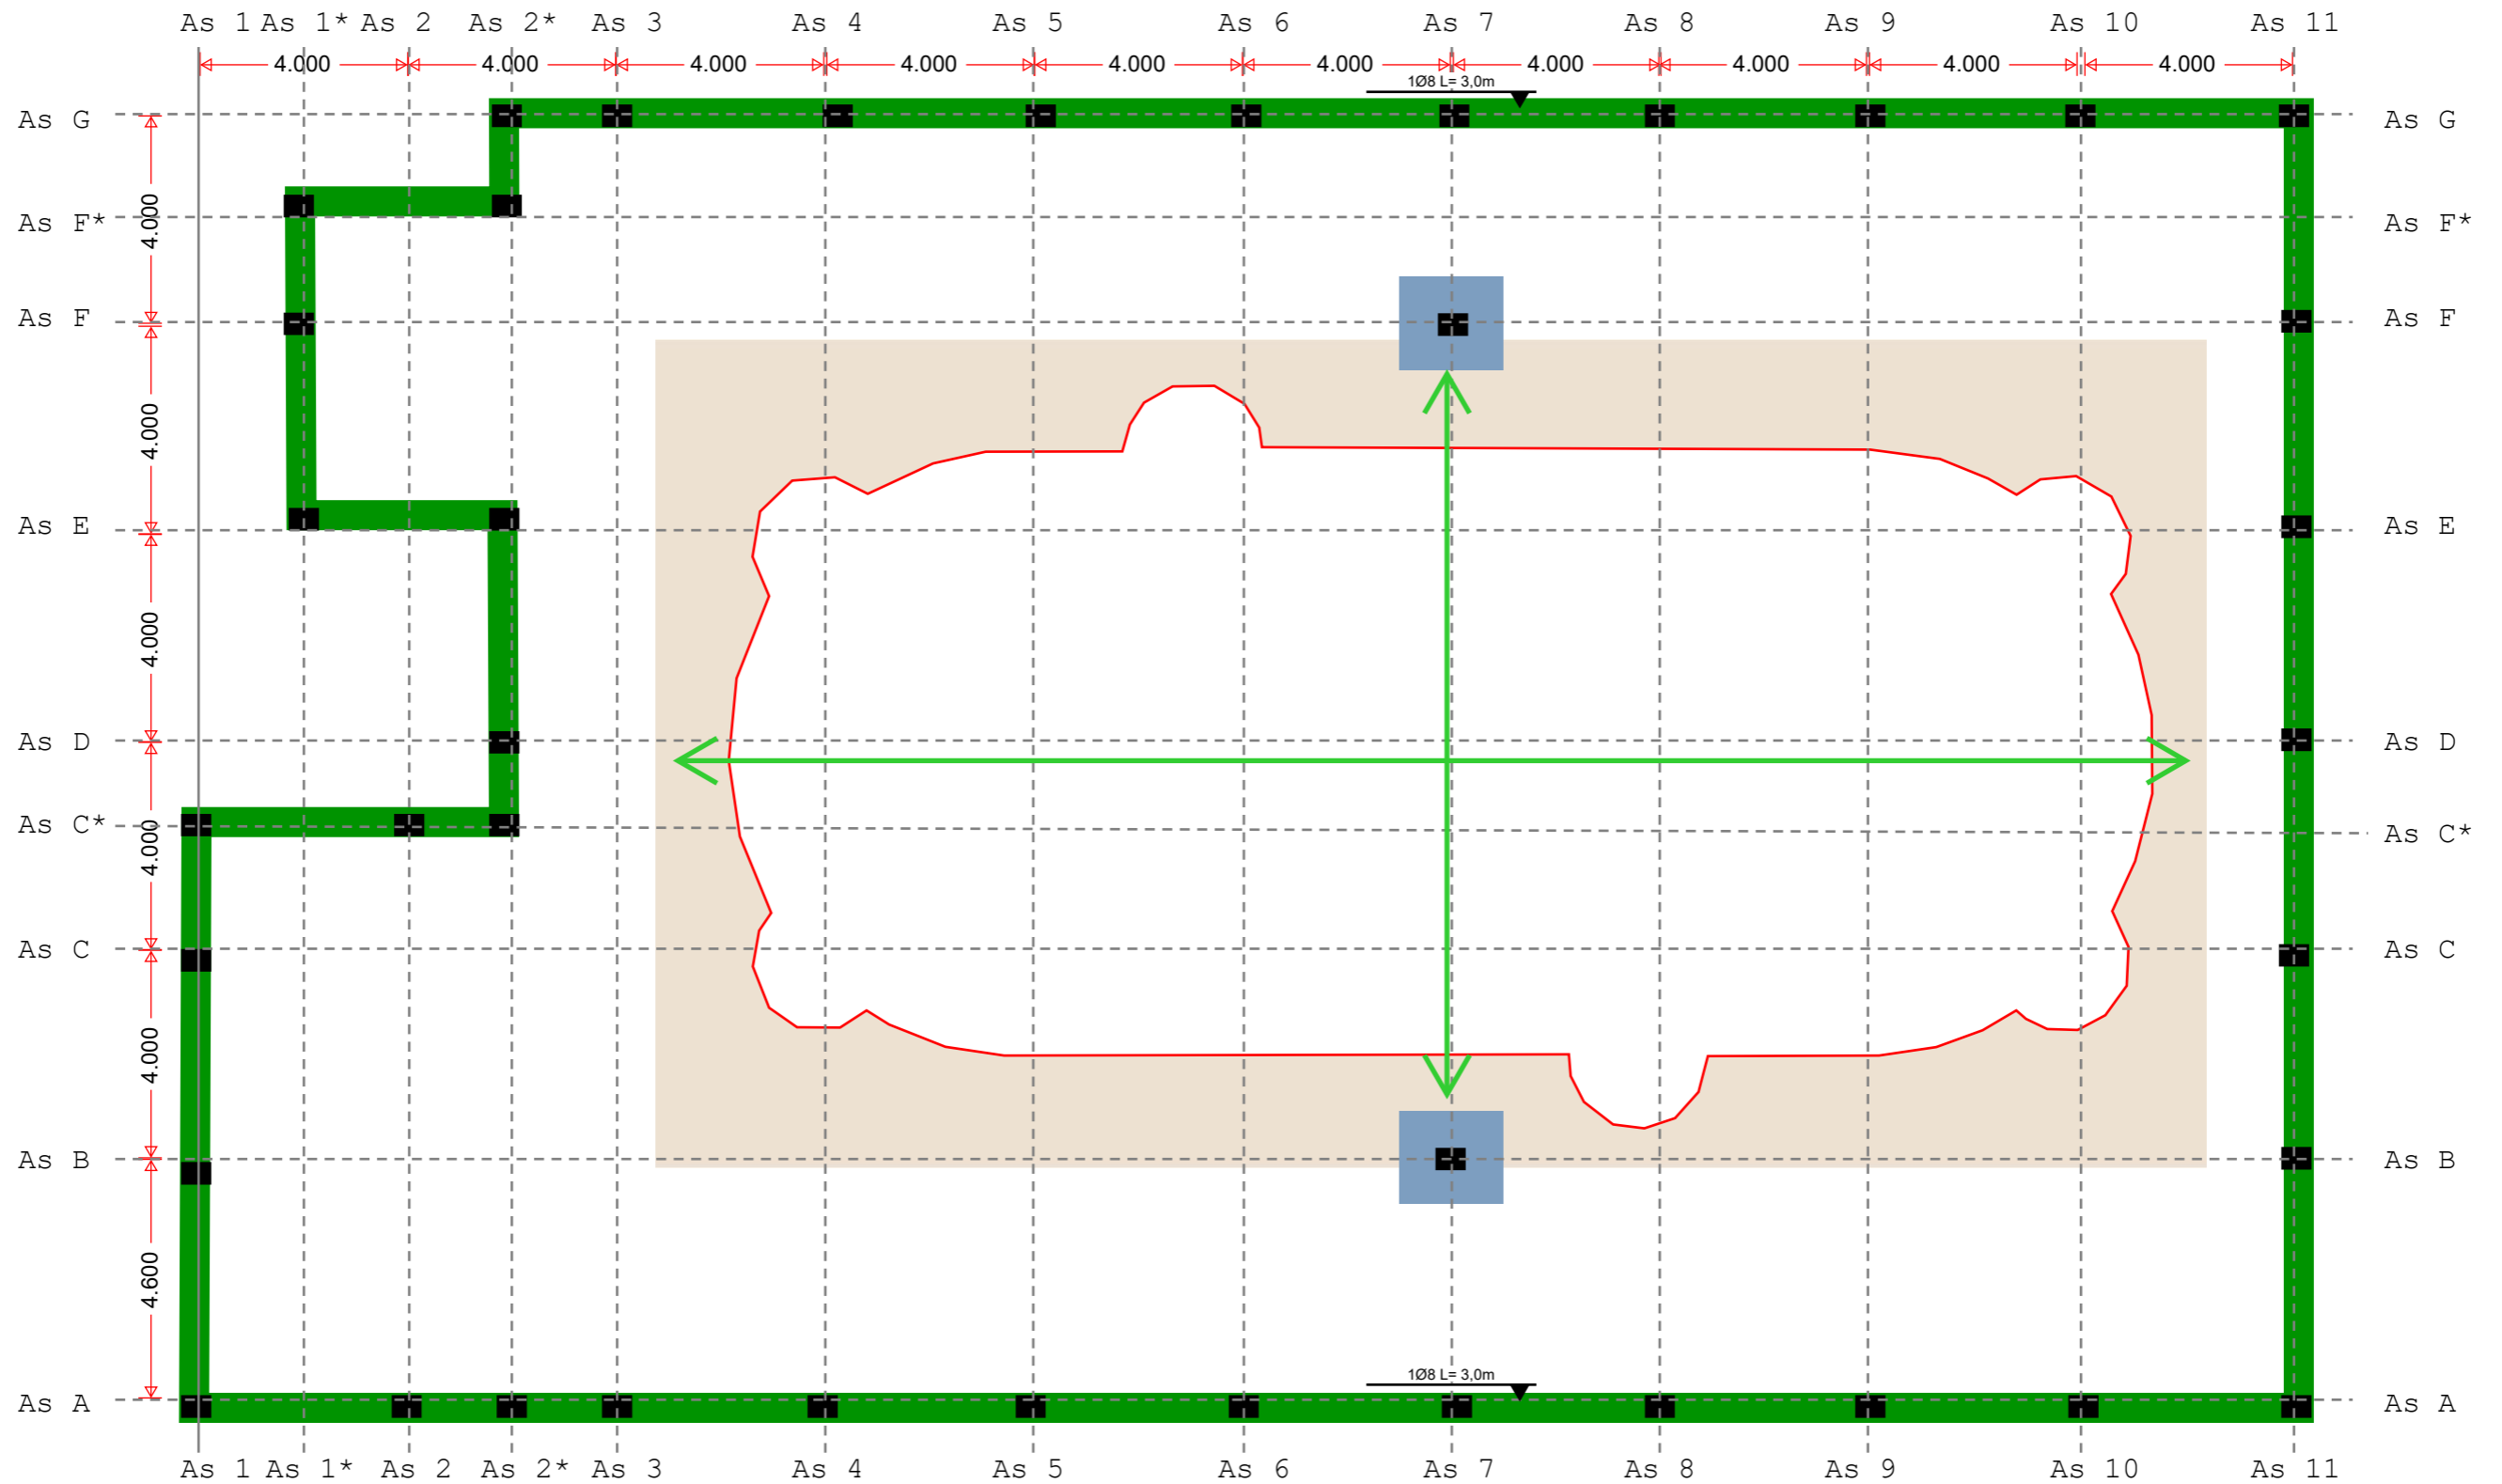 As 1 As 1* As 2 As 2* As 3 As 4 As 5 As 6 As 7 As 8 As 9 As 10 As 11
4.000 4.000 4.000 4.000 4.000 4.000 4.000 4.000 4.000 4.000
1Ø8 L= 3,0m
As G As G
4.000
As F* As F*
As F As F
4.000
As E As E
4.000
As D As D
As C* As C*
4.000
As C As C
4.000
As B As B
4.600
1Ø8 L= 3,0m
As A As A
As 1 As 1* As 2 As 2* As 3 As 4 As 5 As 6 As 7 As 8 As 9 As 10 As 11